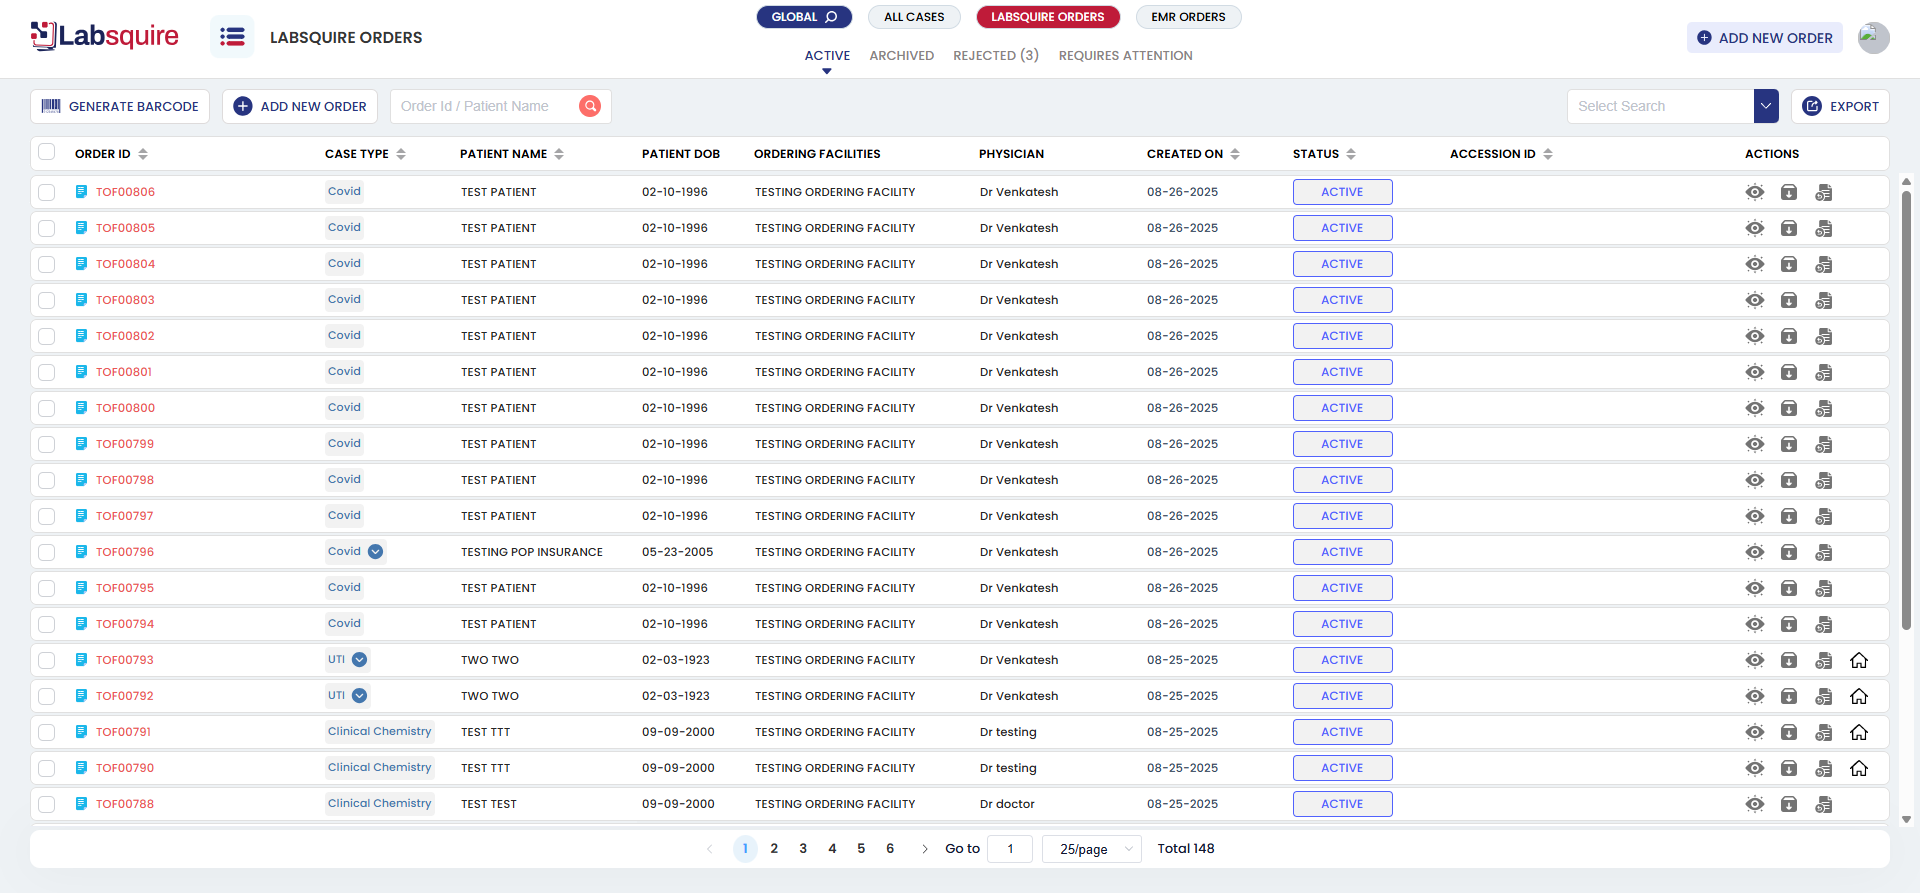 Labsquire
LABSQUIRE ORDERS
GLOBAL ALL CASES LABSQUIRE ORDERS EMR ORDERS
ACTIVE ARCHIVED REJECTED (3) REQUIRES ATTENTION
ADD NEW ORDER
GENERATE BARCODE ADD NEW ORDER Order Id / Patient Name Select Search EXPORT
ORDER ID CASE TYPE PATIENT NAME PATIENT DOB ORDERING FACILITIES PHYSICIAN CREATED ON STATUS ACCESSION ID ACTIONS
TOF00806 Covid TEST PATIENT 02-10-1996 TESTING ORDERING FACILITY Dr Venkatesh 08-26-2025 ACTIVE
TOF00805 Covid TEST PATIENT 02-10-1996 TESTING ORDERING FACILITY Dr Venkatesh 08-26-2025 ACTIVE
TOF00804 Covid TEST PATIENT 02-10-1996 TESTING ORDERING FACILITY Dr Venkatesh 08-26-2025 ACTIVE
TOF00803 Covid TEST PATIENT 02-10-1996 TESTING ORDERING FACILITY Dr Venkatesh 08-26-2025 ACTIVE
TOF00802 Covid TEST PATIENT 02-10-1996 TESTING ORDERING FACILITY Dr Venkatesh 08-26-2025 ACTIVE
TOF00801 Covid TEST PATIENT 02-10-1996 TESTING ORDERING FACILITY Dr Venkatesh 08-26-2025 ACTIVE
TOF00800 Covid TEST PATIENT 02-10-1996 TESTING ORDERING FACILITY Dr Venkatesh 08-26-2025 ACTIVE
TOF00799 Covid TEST PATIENT 02-10-1996 TESTING ORDERING FACILITY Dr Venkatesh 08-26-2025 ACTIVE
TOF00798 Covid TEST PATIENT 02-10-1996 TESTING ORDERING FACILITY Dr Venkatesh 08-26-2025 ACTIVE
TOF00797 Covid TEST PATIENT 02-10-1996 TESTING ORDERING FACILITY Dr Venkatesh 08-26-2025 ACTIVE
TOF00796 Covid TESTING POP INSURANCE 05-23-2005 TESTING ORDERING FACILITY Dr Venkatesh 08-26-2025 ACTIVE
TOF00795 Covid TEST PATIENT 02-10-1996 TESTING ORDERING FACILITY Dr Venkatesh 08-26-2025 ACTIVE
TOF00794 Covid TEST PATIENT 02-10-1996 TESTING ORDERING FACILITY Dr Venkatesh 08-26-2025 ACTIVE
TOF00793 UTI TWO TWO 02-03-1923 TESTING ORDERING FACILITY Dr Venkatesh 08-25-2025 ACTIVE
TOF00792 UTI TWO TWO 02-03-1923 TESTING ORDERING FACILITY Dr Venkatesh 08-25-2025 ACTIVE
TOF00791 Clinical Chemistry TEST TTT 09-09-2000 TESTING ORDERING FACILITY Dr testing 08-25-2025 ACTIVE
TOF00790 Clinical Chemistry TEST TTT 09-09-2000 TESTING ORDERING FACILITY Dr testing 08-25-2025 ACTIVE
TOF00788 Clinical Chemistry TEST TEST 09-09-2000 TESTING ORDERING FACILITY Dr doctor 08-25-2025 ACTIVE
1 2 3 4 5 6 Go to 1 25/page Total 148